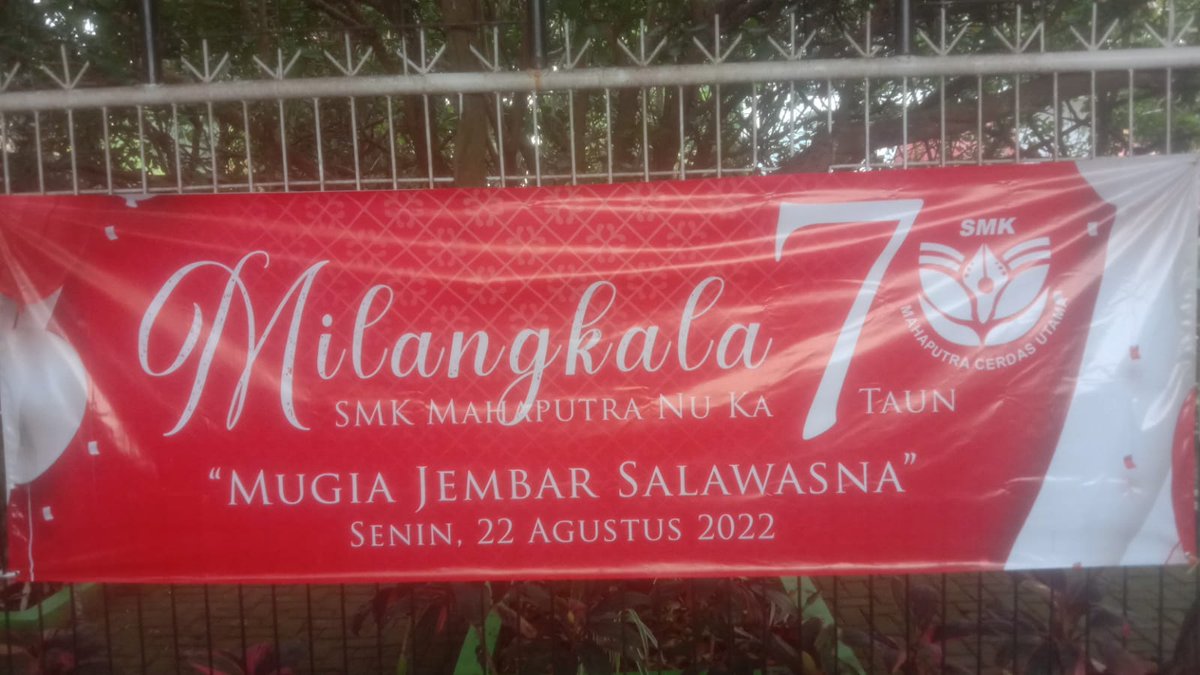 Milangkala 7
SMK Mahaputra Nu Ka
Taun
"Mugia Jembar Salawasna"
Senin, 22 Agustus 2022
SMK
MAHAPUTRA CERDAS UTAMA